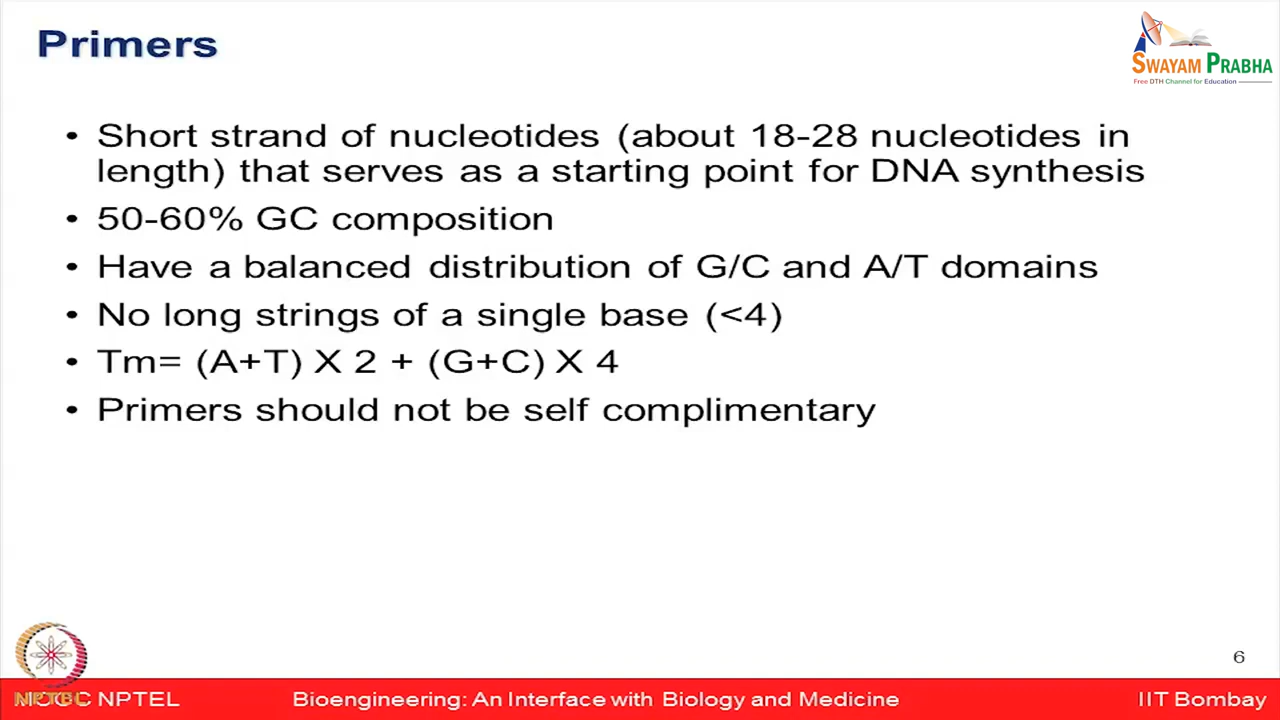 Primers
SWAYAM PRABHA
Free DTH Channel for Education
• Short strand of nucleotides (about 18-28 nucleotides in
length) that serves as a starting point for DNA synthesis
• 50-60% GC composition
• Have a balanced distribution of G/C and A/T domains
• No long strings of a single base (<4)
• Tm= (A+T) X 2 + (G+C) X 4
• Primers should not be self complimentary
6
NPTEL Bioengineering: An Interface with Biology and Medicine IIT Bombay